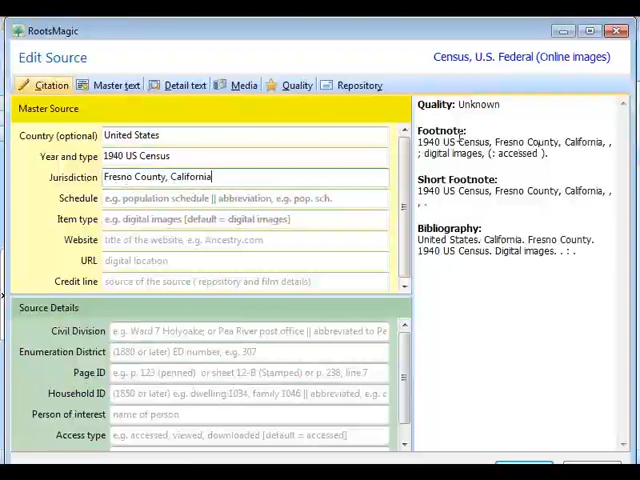 RootsMagic
Edit Source
Census, U.S. Federal (Online images)
Citation
Master text
Detail text
Media
Quality
Repository
Master Source
Country (optional) United States
Year and type 1940 US Census
Jurisdiction Fresno County, California
Schedule e.g. population schedule || abbreviation, e.g. pop. sch.
Item type e.g. digital images [default = digital images]
Website title of the website, e.g. Ancestry.com
URL digital location
Credit line source of the source ( repository and film details)
Source Details
Civil Division e.g. Ward 7 Holyoake; or Pea River post office || abbreviated to Pe
Enumeration District (1880 or later) ED number, e.g. 307
Page ID e.g. p. 123 (penned) or sheet 12-B (Stamped) or p. 238, line 7
Household ID (1850 or later) e.g. dwelling 1034, family 1046 || abbreviated, e.g. d
Person of interest name of person
Access type e.g. accessed, viewed, downloaded [default = accessed]
Quality: Unknown
Footnote:
1940 US Census, Fresno County, California, ,
; digital images, (: accessed ).
Short Footnote:
1940 US Census, Fresno County, California, ,
, .
Bibliography:
United States. California. Fresno County.
1940 US Census. Digital images. . : .